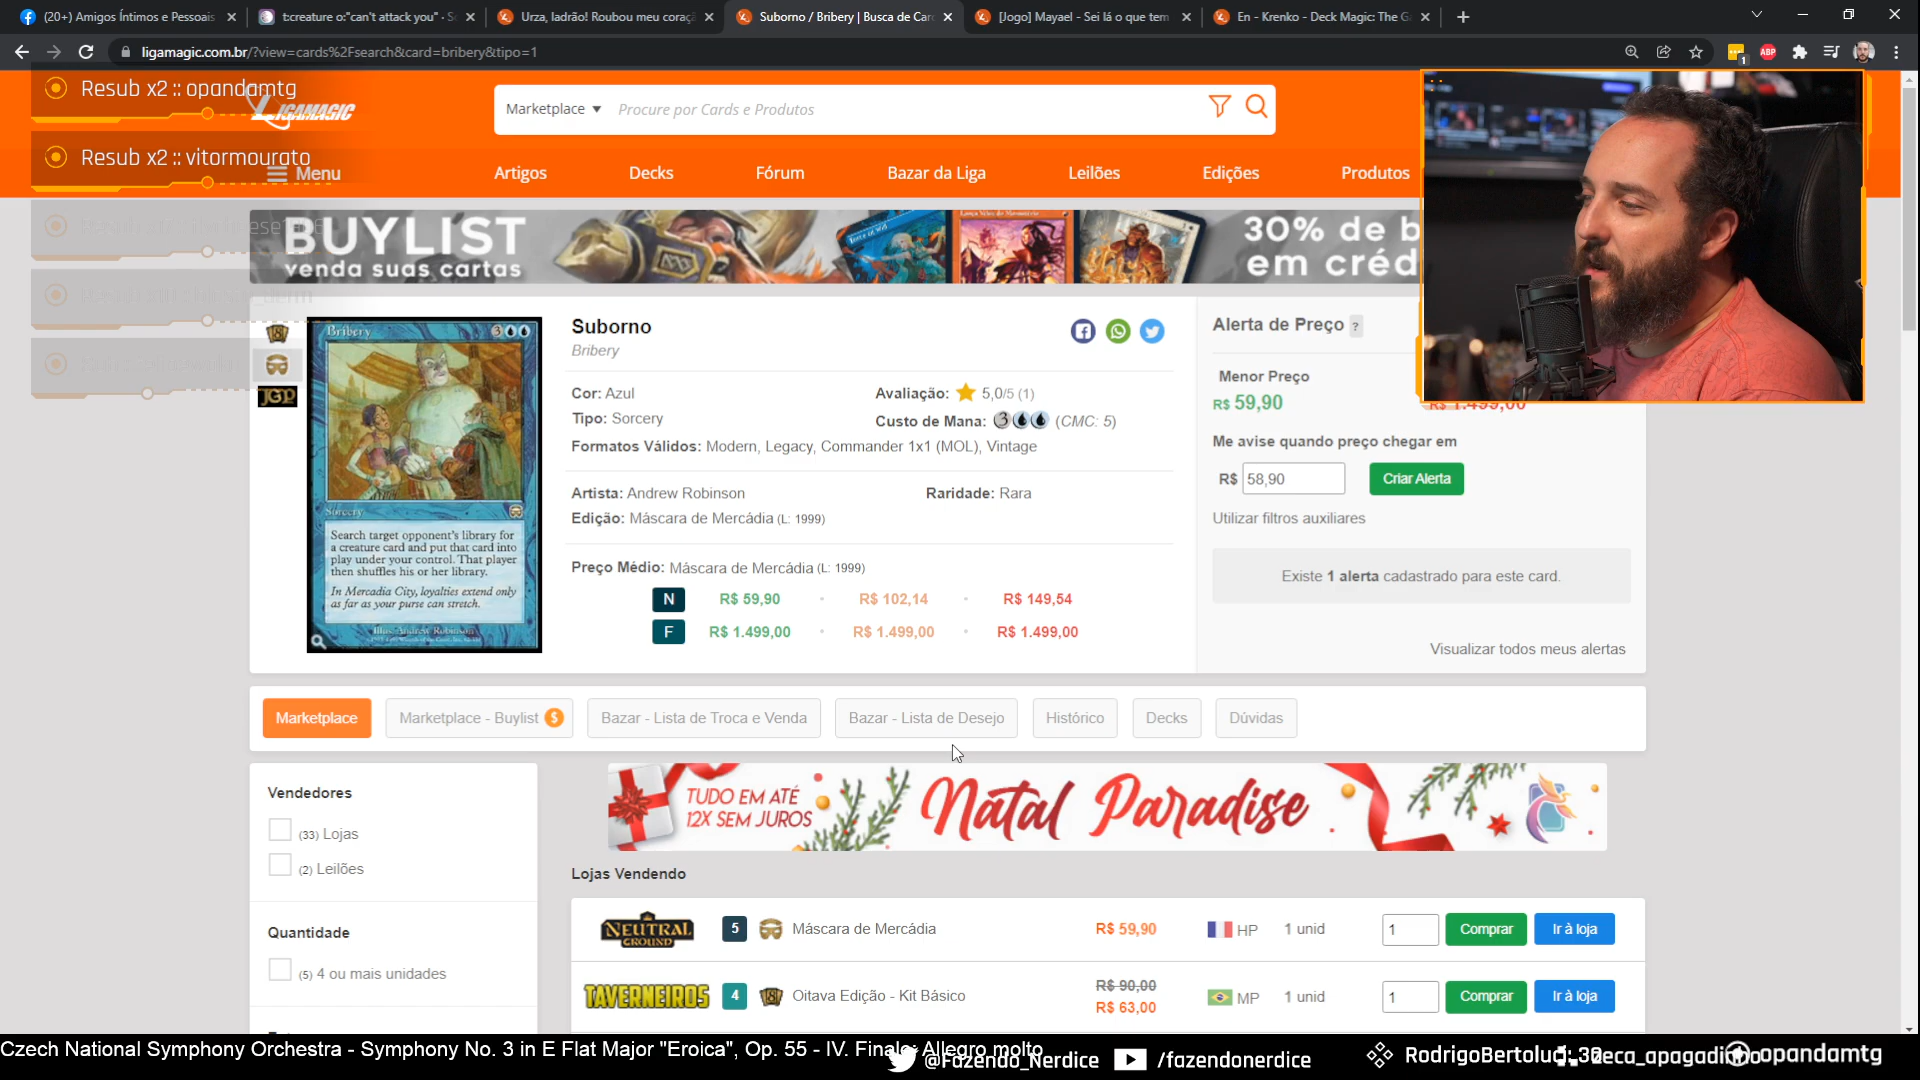 (20+) Amigos Íntimos e Pessoais
t:creature o:"can't attack you" · S
Urza, ladrão! Roubou meu coraç
Suborno / Bribery | Busca de Car
[Jogo] Mayael - Sei lá o que tem
En - Krenko - Deck Magic: The G
ligamagic.com.br/?view=cards%2Fsearch&card=bribery&tipo=1
Resub x2 :: opandamtg
LIGAMAGIC
Marketplace
Procure por Cards e Produtos
Resub x2 :: vitormourato
Menu
Artigos
Decks
Fórum
Bazar da Liga
Leilões
Edições
Produtos
BUYLIST
venda suas cartas
30% de b
em créd
Bribery
Sorcery
Search target opponent's library for
a creature card and put that card into
play under your control. That player
then shuffles his or her library.
In Mercadia City, loyalties extend only
as far as your purse can stretch.
Illus. Andrew Robinson
JGP
Suborno
Bribery
Cor: Azul
Avaliação: 5,0/5 (1)
Tipo: Sorcery
Custo de Mana: 3 (CMC: 5)
Formatos Válidos: Modern, Legacy, Commander 1x1 (MOL), Vintage
Artista: Andrew Robinson
Raridade: Rara
Edição: Máscara de Mercádia (L: 1999)
Preço Médio: Máscara de Mercádia (L: 1999)
N R$ 59,90 R$ 102,14 R$ 149,54
F R$ 1.499,00 R$ 1.499,00 R$ 1.499,00
Alerta de Preço ?
Menor Preço
R$ 59,90
R$ 1.499,00
Me avise quando preço chegar em
R$ 58,90 Criar Alerta
Utilizar filtros auxiliares
Existe 1 alerta cadastrado para este card.
Visualizar todos meus alertas
Marketplace
Marketplace - Buylist $
Bazar - Lista de Troca e Venda
Bazar - Lista de Desejo
Histórico
Decks
Dúvidas
Vendedores
(33) Lojas
(2) Leilões
Quantidade
(5) 4 ou mais unidades
TUDO EM ATÉ
12X SEM JUROS
Natal Paradise
Lojas Vendendo
NEUTRAL
GROUND
5 Máscara de Mercádia R$ 59,90 HP 1 unid 1 Comprar Ir à loja
TAVERNEIROS 4 Oitava Edição - Kit Básico R$ 90,00 MP 1 unid 1 Comprar Ir à loja
R$ 63,00
Czech National Symphony Orchestra - Symphony No. 3 in E Flat Major "Eroica", Op. 55 - IV. Finale: Allegro molto
@Fazendo_Nerdice
/fazendonerdice
opandamtg